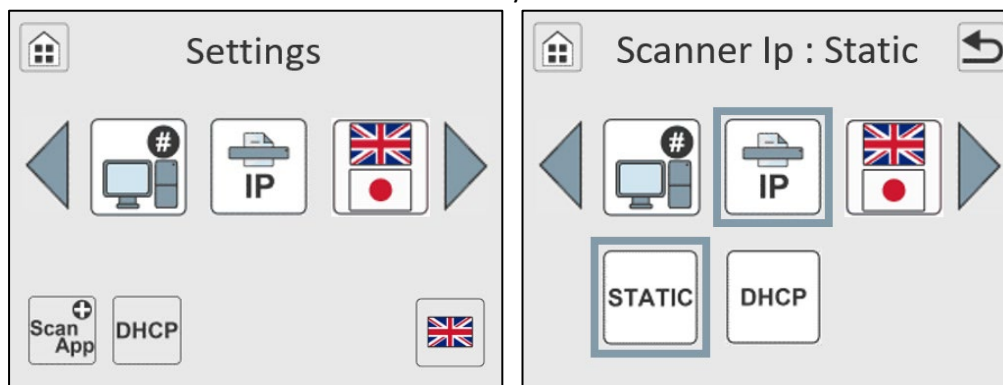 Settings
#
IP
Scan App
DHCP
Scanner Ip : Static
#
IP
STATIC
DHCP